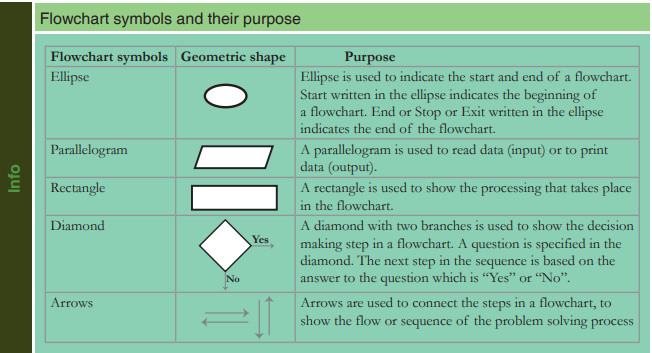 Flowchart symbols and their purpose
Info
Flowchart symbols Geometric shape Purpose
Ellipse
Ellipse is used to indicate the start and end of a flowchart.
Start written in the ellipse indicates the beginning of
a flowchart. End or Stop or Exit written in the ellipse
indicates the end of the flowchart.
Parallelogram
A parallelogram is used to read data (input) or to print
data (output).
Rectangle
A rectangle is used to show the processing that takes place
in the flowchart.
Diamond
Yes
No
A diamond with two branches is used to show the decision
making step in a flowchart. A question is specified in the
diamond. The next step in the sequence is based on the
answer to the question which is “Yes” or “No”.
Arrows
Arrows are used to connect the steps in a flowchart, to
show the flow or sequence of the problem solving process